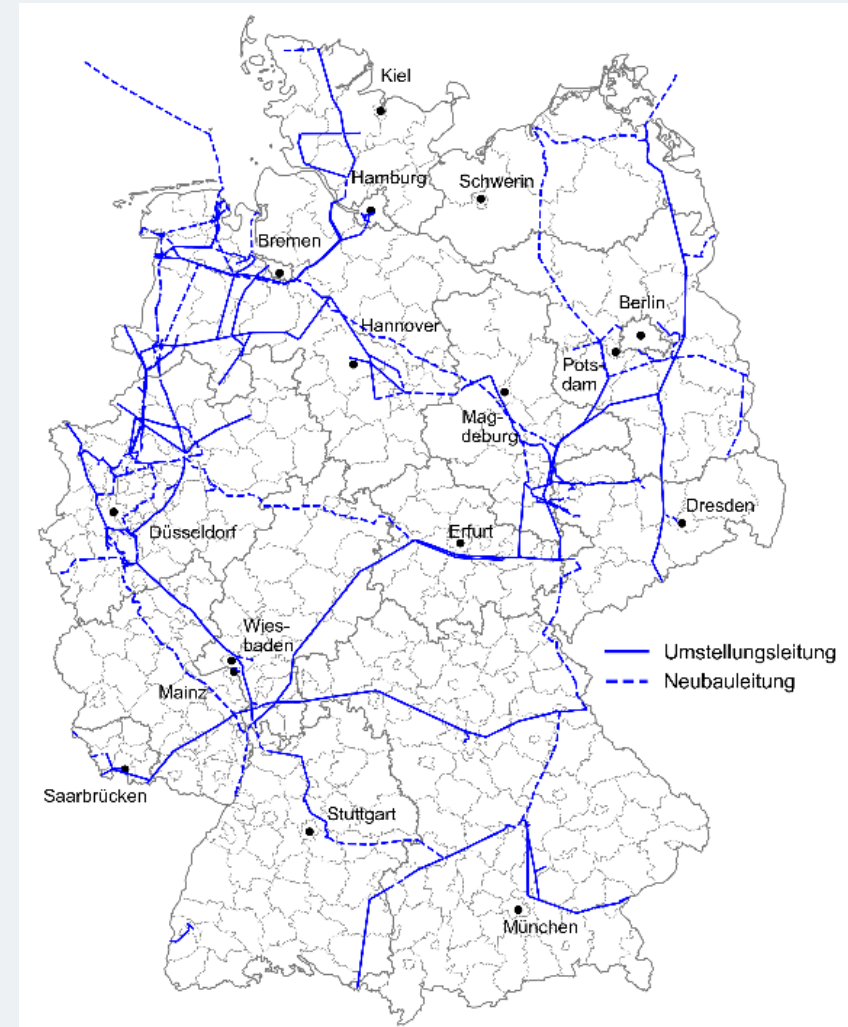 Kiel
Hamburg
Schwerin
Bremen
Berlin
Hannover
Pots-
dam
Mag-
deburg
Dresden
Düsseldorf
Erfurt
Wies-
baden
Umstellungsleitung
Neubauleitung
Mainz
Saarbrücken
Stuttgart
München